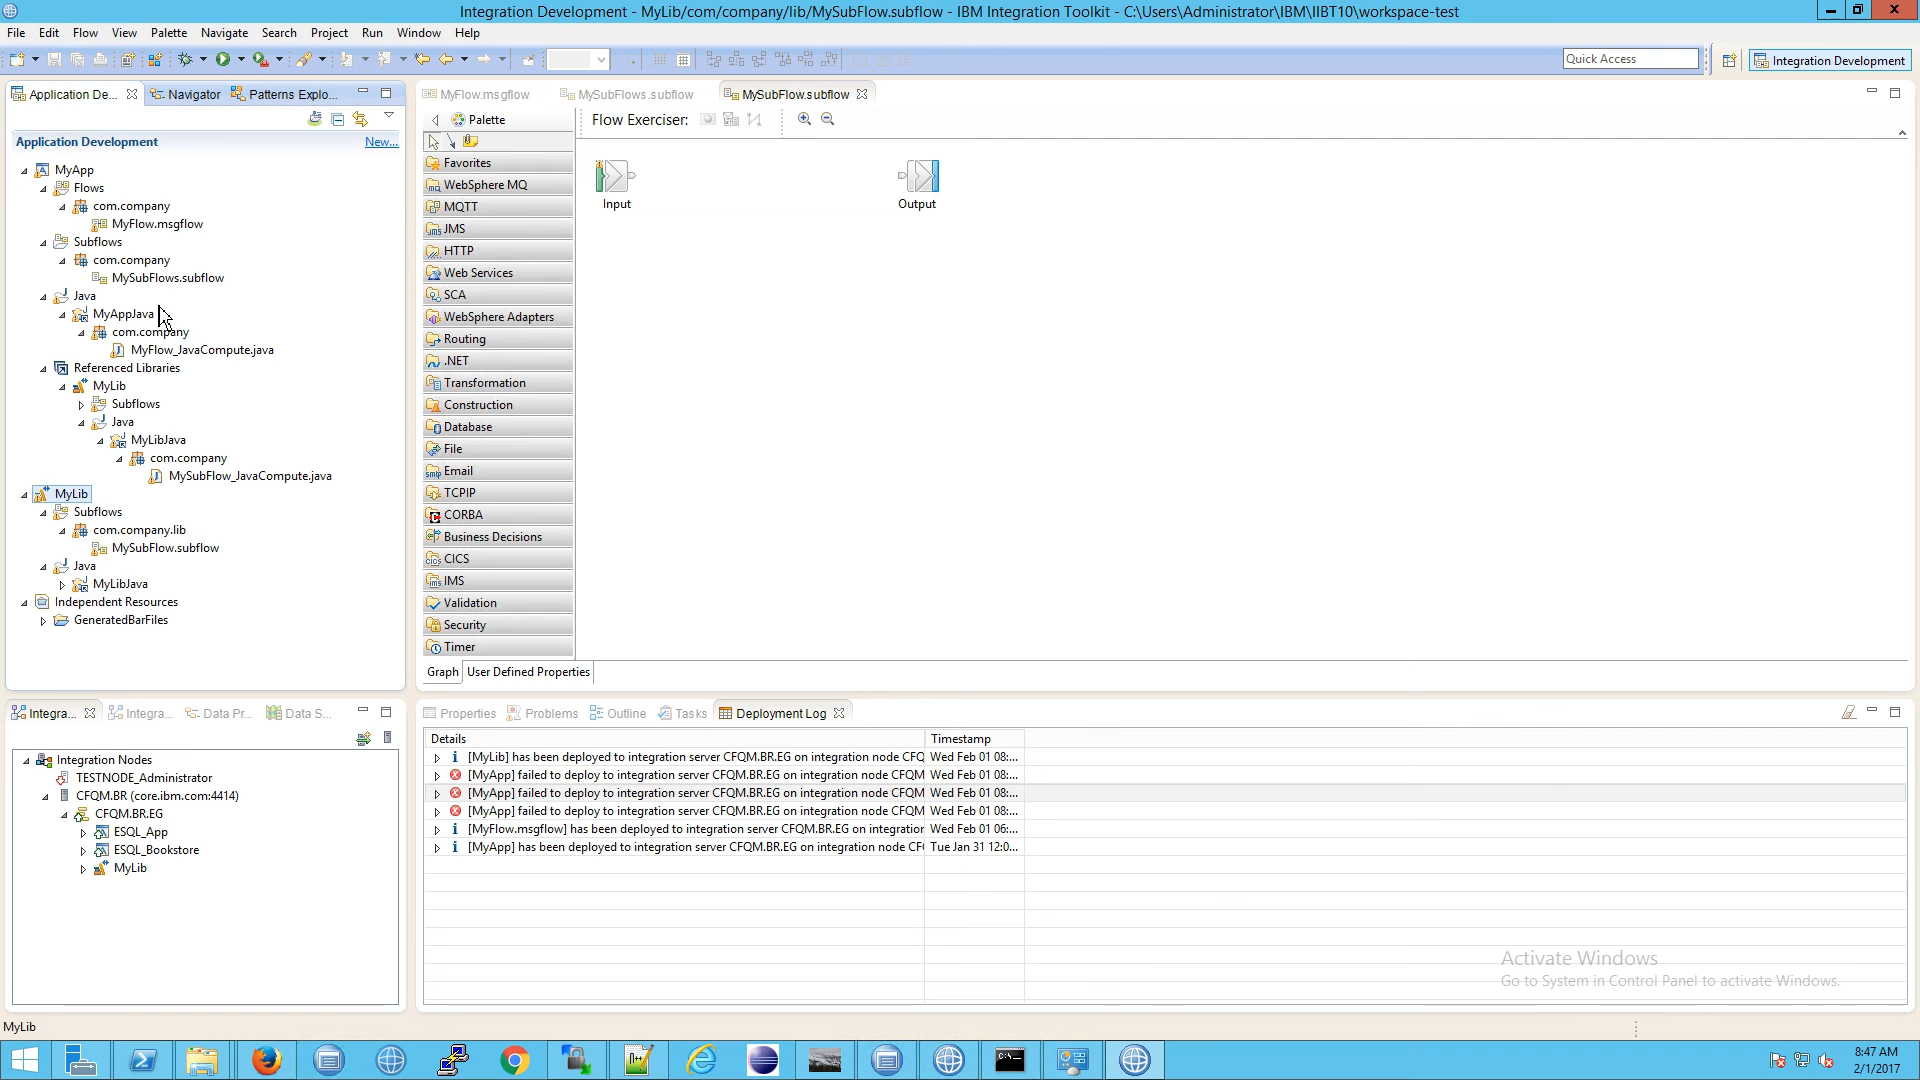 Integration Development - MyLib/com/company/lib/MySubFlow.subflow - IBM Integration Toolkit - C:\Users\Administrator\IBM\IIBT10\workspace-test
File Edit Flow View Palette Navigate Search Project Run Window Help
Quick Access
Integration Development
Application De...
Navigator
Patterns Explo...
MyFlow.msgflow
MySubFlows.subflow
MySubFlow.subflow
Palette
Flow Exerciser:
Application Development
New...
MyApp
Flows
com.company
MyFlow.msgflow
Subflows
com.company
MySubFlows.subflow
Java
MyAppJava
com.company
MyFlow_JavaCompute.java
Referenced Libraries
MyLib
Subflows
Java
MyLibJava
com.company
MySubFlow_JavaCompute.java
MyLib
Subflows
com.company.lib
MySubFlow.subflow
Java
MyLibJava
Independent Resources
GeneratedBarFiles
Favorites
WebSphere MQ
MQTT
JMS
HTTP
Web Services
SCA
WebSphere Adapters
Routing
.NET
Transformation
Construction
Database
File
Email
TCPIP
CORBA
Business Decisions
CICS
IMS
Validation
Security
Timer
Input
Output
Graph
User Defined Properties
Integra...
Integra...
Data Pr...
Data S...
Integration Nodes
TESTNODE_Administrator
CFQM.BR (core.ibm.com:4414)
CFQM.BR.EG
ESQL_App
ESQL_Bookstore
MyLib
Properties
Problems
Outline
Tasks
Deployment Log
Details Timestamp
[MyLib] has been deployed to integration server CFQM.BR.EG on integration node CFQ Wed Feb 01 08:...
[MyApp] failed to deploy to integration server CFQM.BR.EG on integration node CFQM Wed Feb 01 08:...
[MyApp] failed to deploy to integration server CFQM.BR.EG on integration node CFQM Wed Feb 01 08:...
[MyApp] failed to deploy to integration server CFQM.BR.EG on integration node CFQM Wed Feb 01 08:...
[MyFlow.msgflow] has been deployed to integration server CFQM.BR.EG on integration Wed Feb 01 06:...
[MyApp] has been deployed to integration server CFQM.BR.EG on integration node CF Tue Jan 31 12:0...
Activate Windows
Go to System in Control Panel to activate Windows.
MyLib
8:47 AM
2/1/2017